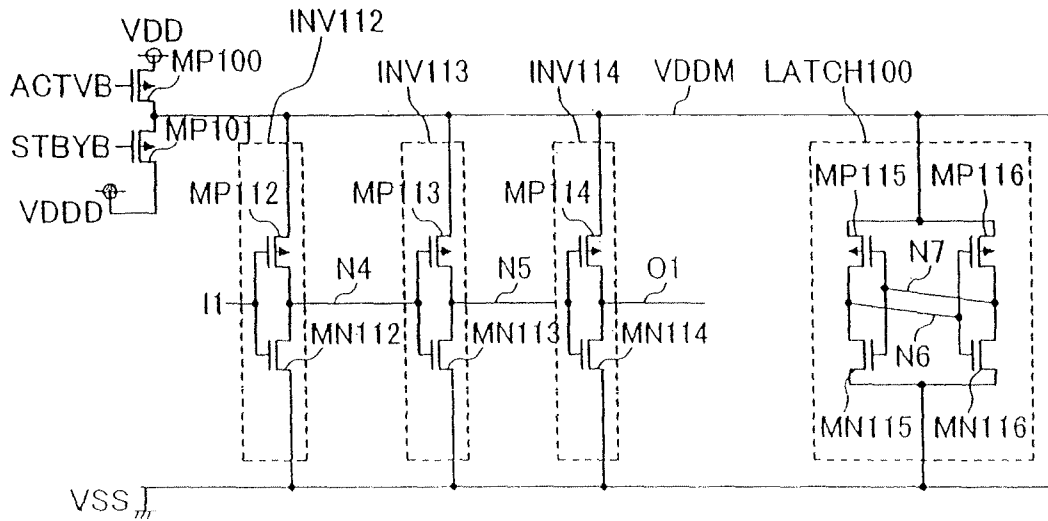 INV112
VDD
MP100
INV113
INV114
VDDM
LATCH100
ACTVB
MP101
STBYB
MP112
MP113
MP114
MP115
MP116
VDDD
I1
N4
N5
O1
N7
N6
MN112
MN113
MN114
MN115
MN116
VSS